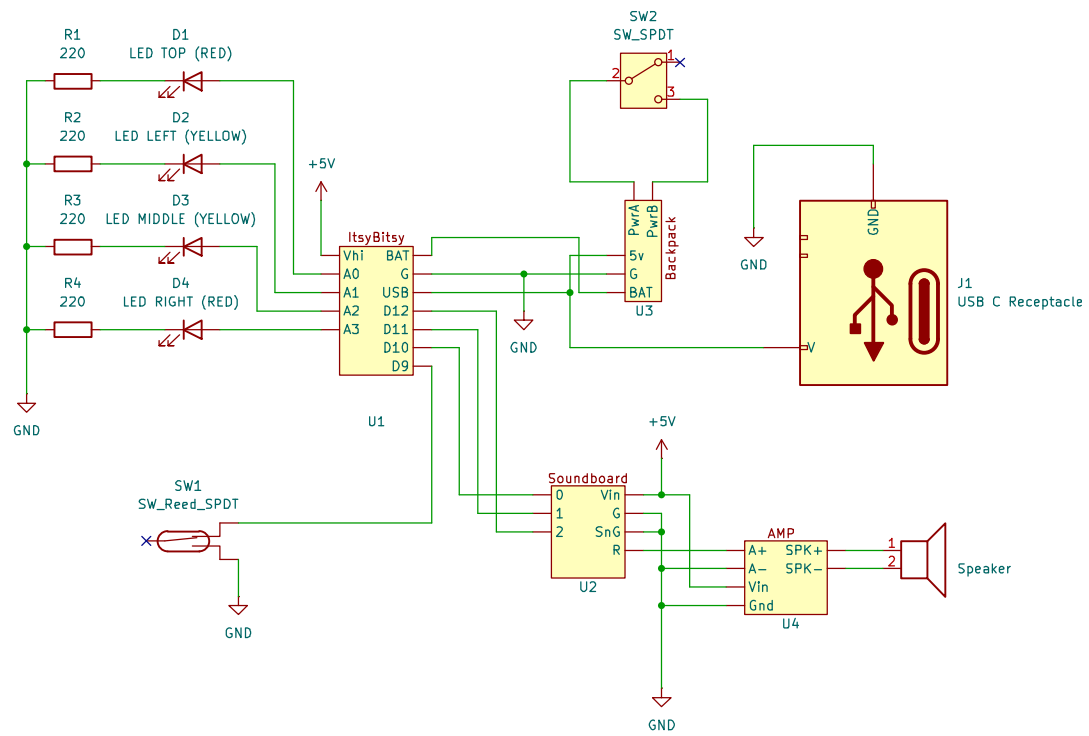 SW2
SW_SPDT
1
2
3
R1
220
D1
LED TOP (RED)
R2
220
D2
LED LEFT (YELLOW)
R3
220
D3
LED MIDDLE (YELLOW)
R4
220
D4
LED RIGHT (RED)
GND
+5V
ItsyBitsy
Vhi BAT
A0 G
A1 USB
A2 D12
A3 D11
D10
D9
U1
GND
PwrA
PwrB
Backpack
5v
G
BAT
U3
GND
GND
V
J1
USB C Receptacle
SW1
SW_Reed_SPDT
GND
+5V
Soundboard
0 Vin
1 G
2 SnG
R
U2
AMP
A+ SPK+
A- SPK-
Vin
Gnd
U4
1
2
Speaker
GND